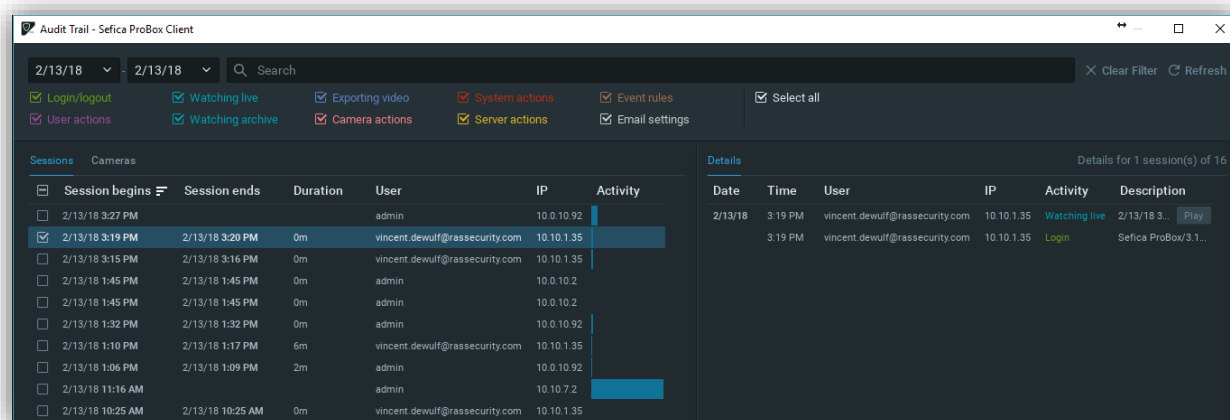 Audit Trail - Sefica ProBox Client
2/13/18 - 2/13/18 Search Clear Filter Refresh
Login/logout Watching live Exporting video System actions Event rules Select all
User actions Watching archive Camera actions Server actions Email settings
Sessions Cameras Details Details for 1 session(s) of 16
Session begins Session ends Duration User IP Activity Date Time User IP Activity Description
2/13/18 3:27 PM admin 10.0.10.92 2/13/18 3:19 PM vincent.dewulf@rassecurity.com 10.10.1.35 Watching live 2/13/18 3... Play
2/13/18 3:19 PM 2/13/18 3:20 PM 0m vincent.dewulf@rassecurity.com 10.10.1.35 3:19 PM vincent.dewulf@rassecurity.com 10.10.1.35 Login Sefica ProBox/3.1...
2/13/18 3:15 PM 2/13/18 3:16 PM 0m vincent.dewulf@rassecurity.com 10.10.1.35
2/13/18 1:45 PM 2/13/18 1:45 PM 0m admin 10.0.10.2
2/13/18 1:45 PM 2/13/18 1:45 PM 0m admin 10.0.10.2
2/13/18 1:32 PM 2/13/18 1:32 PM 0m admin 10.0.10.92
2/13/18 1:10 PM 2/13/18 1:17 PM 6m vincent.dewulf@rassecurity.com 10.10.1.35
2/13/18 1:06 PM 2/13/18 1:09 PM 2m admin 10.0.10.92
2/13/18 11:16 AM admin 10.10.7.2
2/13/18 10:25 AM 2/13/18 10:25 AM 0m vincent.dewulf@rassecurity.com 10.10.1.35